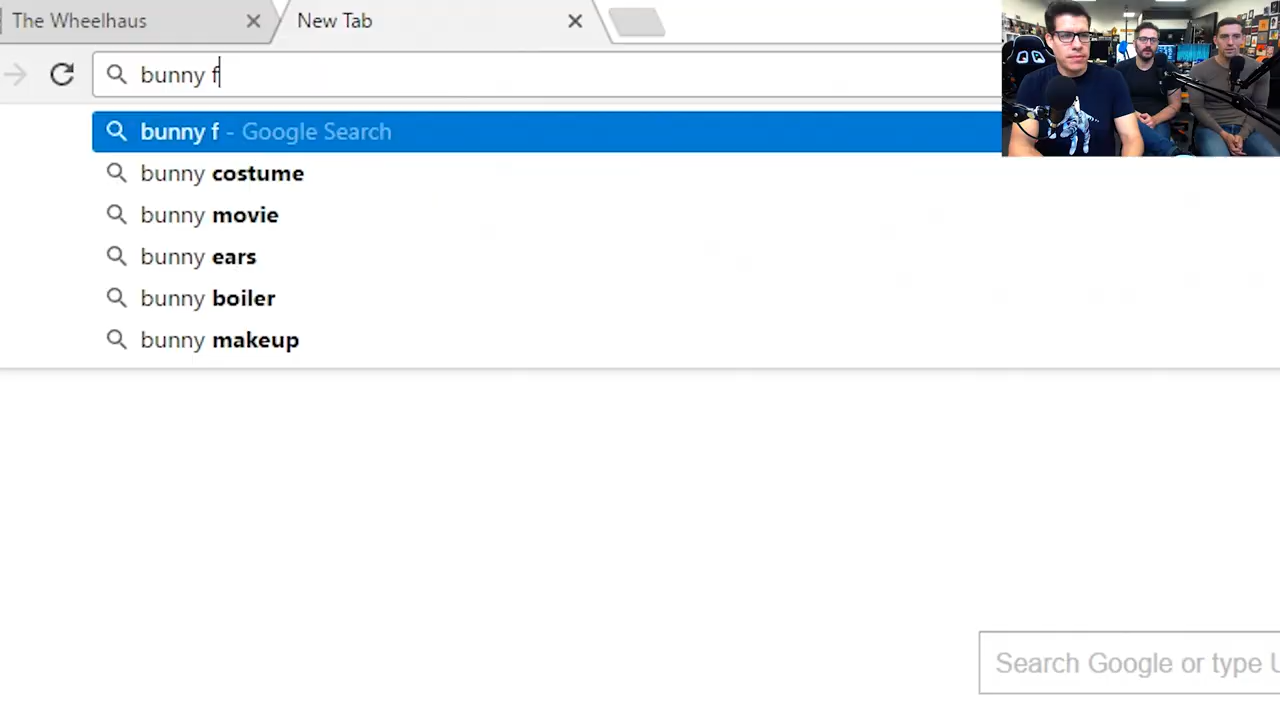 The Wheelhaus
New Tab
bunny f
bunny f - Google Search
bunny costume
bunny movie
bunny ears
bunny boiler
bunny makeup
Search Google or type U